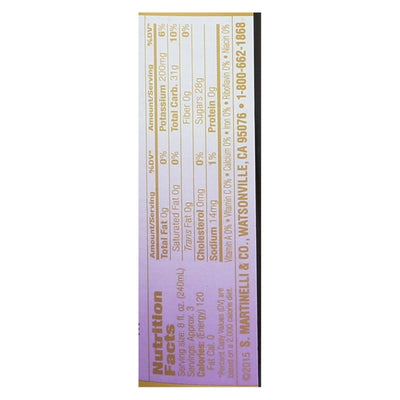 Nutrition
Facts
Serving size: 8 fl. oz. (240mL)
Servings: Approx. 3
Calories: (Energy) 120
Fat Cal. 0
*Percent Daily Values (DV) are
based on a 2,000 calorie diet.
Amount/Serving %DV*
Total Fat 0g 0%
Saturated Fat 0g 0%
Trans Fat 0g
Cholesterol 0mg 0%
Sodium 14mg 1%
Amount/Serving %DV*
Potassium 200mg 6%
Total Carb. 31g 10%
Fiber 0g 0%
Sugars 28g
Protein 0g
Vitamin A 0% • Vitamin C 0% • Calcium 0% • Iron 0% • Riboflavin 0% • Niacin 0%
©2015 S. MARTINELLI & CO., WATSONVILLE, CA 95076 • 1-800-662-1868